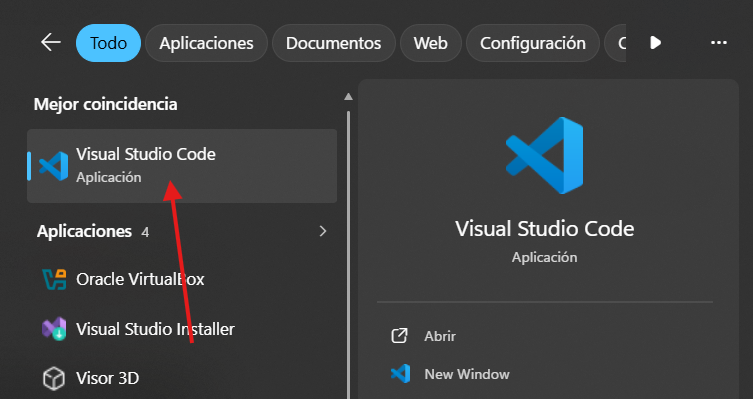 Todo
Aplicaciones
Documentos
Web
Configuración
Mejor coincidencia
Visual Studio Code
Aplicación
Aplicaciones 4
Oracle VirtualBox
Visual Studio Installer
Visor 3D
Visual Studio Code
Aplicación
Abrir
New Window